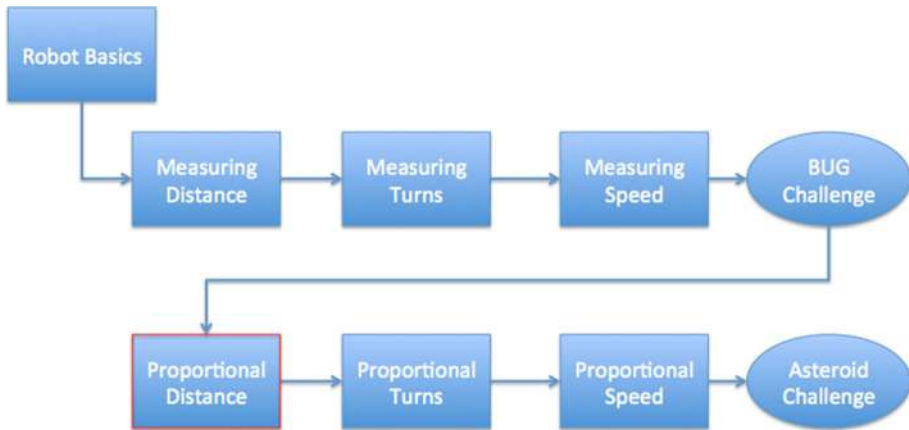 Robot Basics
Measuring
Distance
Measuring
Turns
Measuring
Speed
BUG
Challenge
Proportional
Distance
Proportional
Turns
Proportional
Speed
Asteroid
Challenge